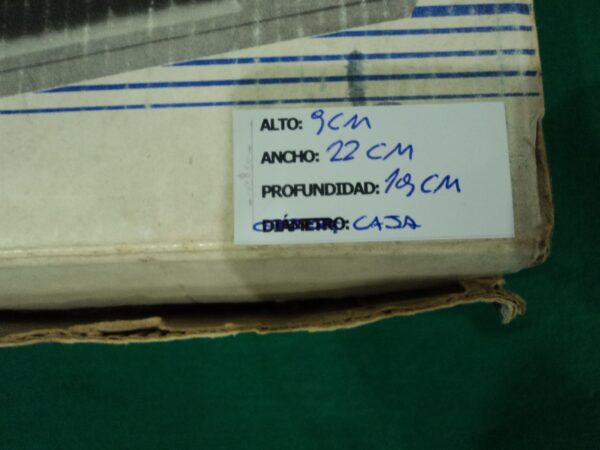 ALTO: 9 CM
ANCHO: 22 CM
PROFUNDIDAD: 19 CM
DIÁMETRO: CAJA